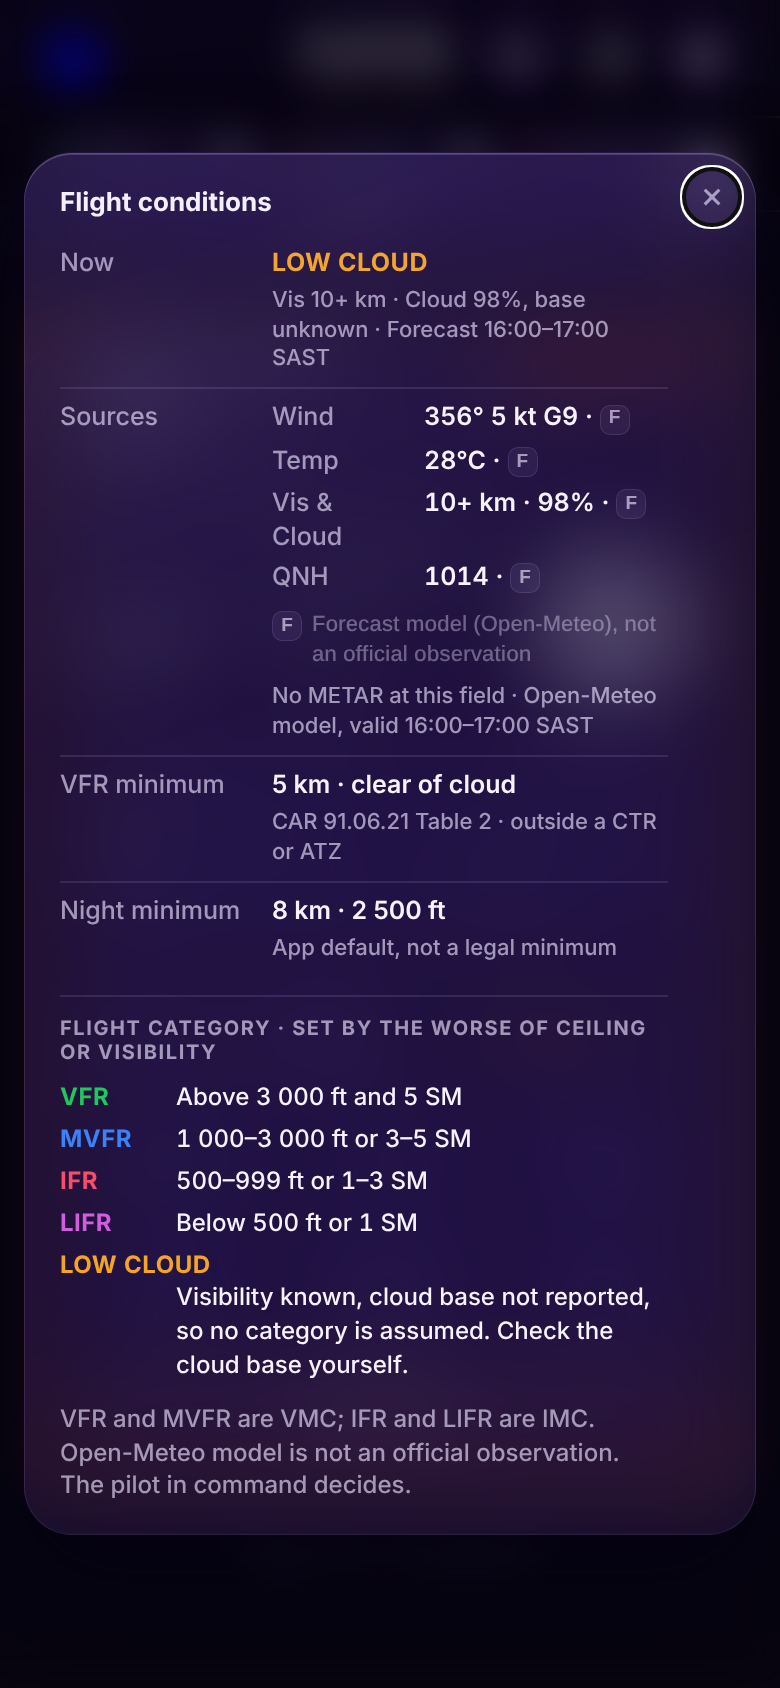 Flight conditions
Now
LOW CLOUD
Vis 10+ km · Cloud 98%, base
unknown · Forecast 16:00–17:00
SAST
Sources
Wind 356° 5 kt G9 · F
Temp 28°C · F
Vis & 10+ km · 98% · F
Cloud
QNH 1014 · F
F Forecast model (Open-Meteo), not
an official observation
No METAR at this field · Open-Meteo
model, valid 16:00–17:00 SAST
VFR minimum 5 km · clear of cloud
CAR 91.06.21 Table 2 · outside a CTR
or ATZ
Night minimum 8 km · 2 500 ft
App default, not a legal minimum
FLIGHT CATEGORY · SET BY THE WORSE OF CEILING
OR VISIBILITY
VFR Above 3 000 ft and 5 SM
MVFR 1 000–3 000 ft or 3–5 SM
IFR 500–999 ft or 1–3 SM
LIFR Below 500 ft or 1 SM
LOW CLOUD
Visibility known, cloud base not reported,
so no category is assumed. Check the
cloud base yourself.
VFR and MVFR are VMC; IFR and LIFR are IMC.
Open-Meteo model is not an official observation.
The pilot in command decides.